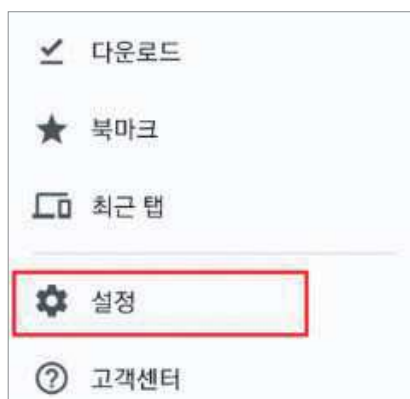 다운로드
북마크
최근 탭
설정
고객센터